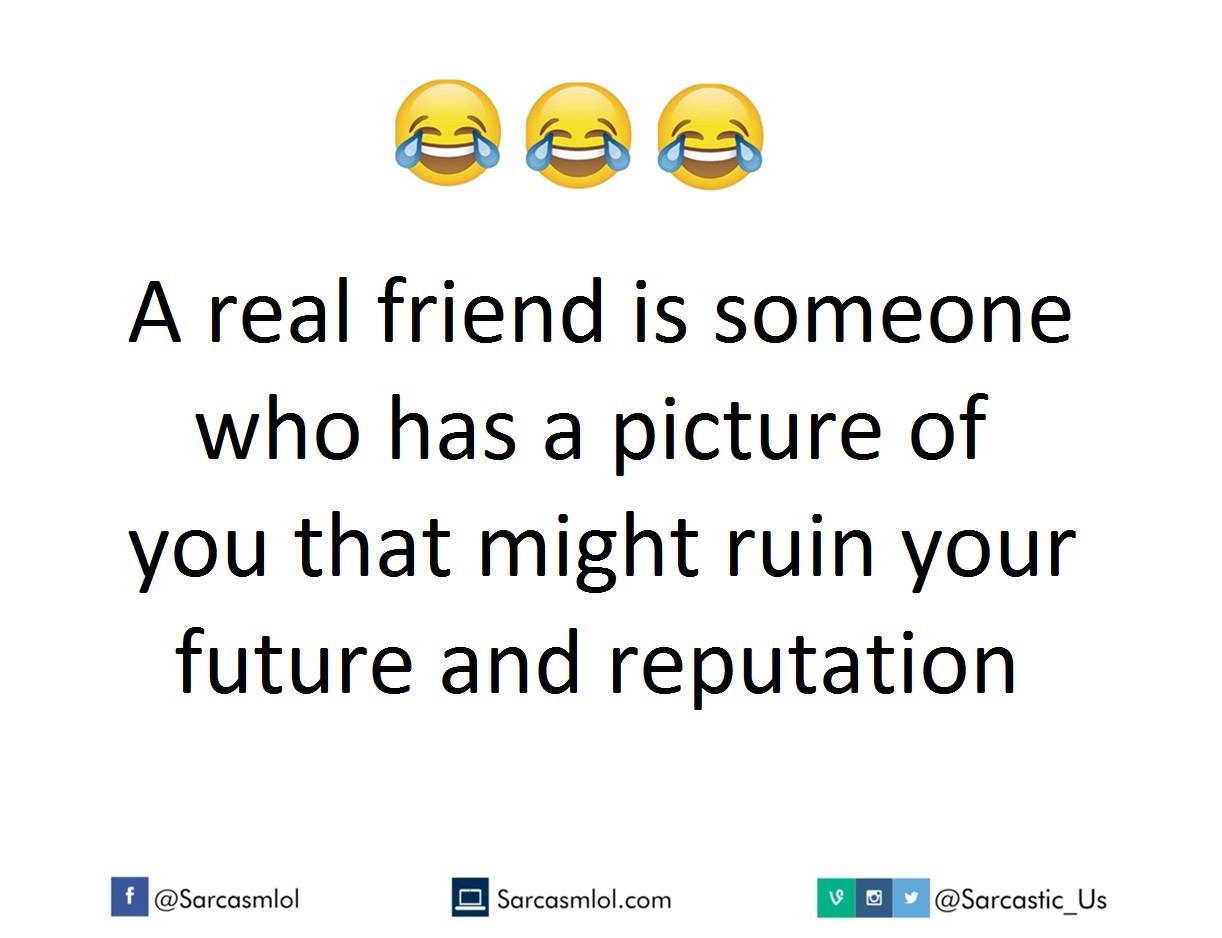 A real friend is someone
who has a picture of
you that might ruin your
future and reputation
@Sarcasmlol Sarcasmlol.com @Sarcastic_Us